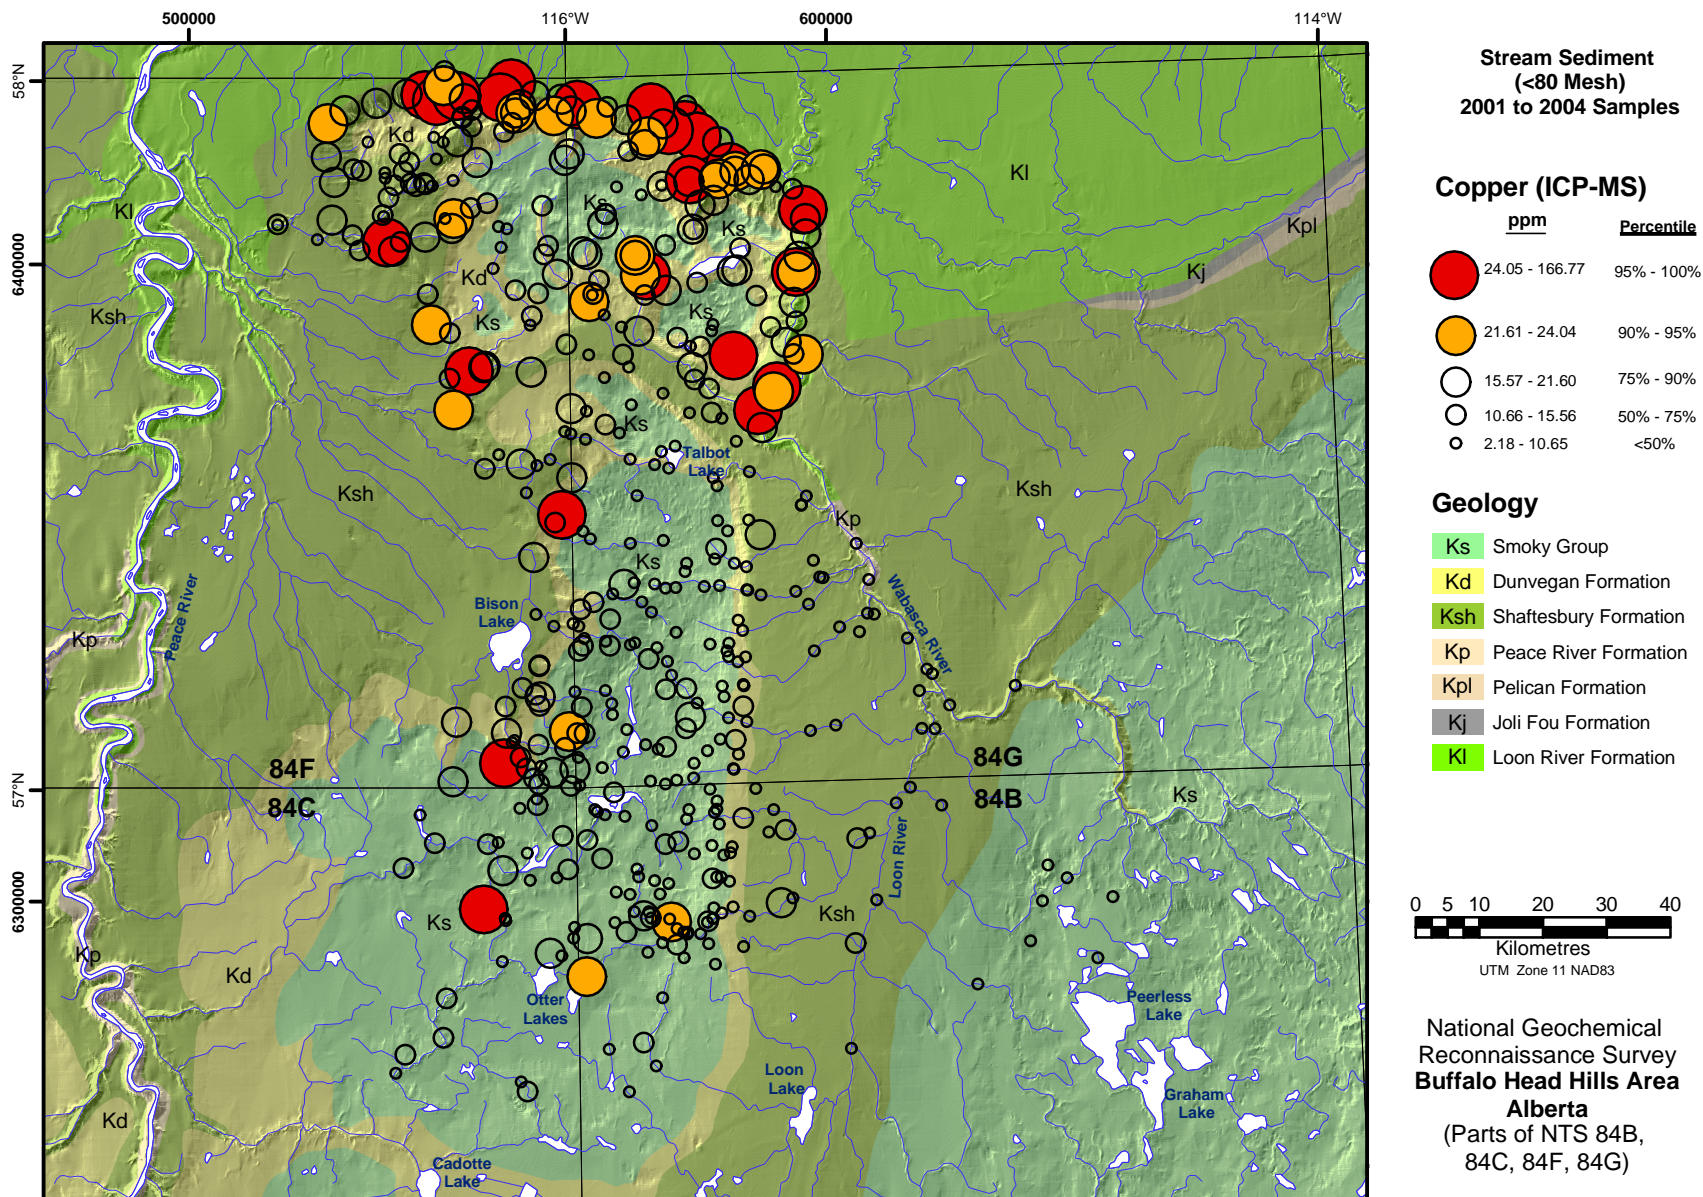 500000
116°W
600000
114°W
58°N
6400000
57°N
6300000
Kd
Kl
Kl
Ks
Ks
Kpl
Kj
Kd
Ksh
Ks
Ks
Ks
Talbot
Lake
Ksh
Ksh
Kp
Ks
Peace River
Bison
Lake
Wabasca River
Kp
84F
84C
84G
84B
Ks
Loon River
Ks
Ksh
Kp
Kd
Otter
Lakes
Peerless
Lake
Loon
Lake
Graham
Lake
Kd
Cadotte
Lake
Stream Sediment
(<80 Mesh)
2001 to 2004 Samples
Copper (ICP-MS)
ppm Percentile
24.05 - 166.77 95% - 100%
21.61 - 24.04 90% - 95%
15.57 - 21.60 75% - 90%
10.66 - 15.56 50% - 75%
2.18 - 10.65 <50%
Geology
Ks Smoky Group
Kd Dunvegan Formation
Ksh Shaftesbury Formation
Kp Peace River Formation
Kpl Pelican Formation
Kj Joli Fou Formation
Kl Loon River Formation
0 5 10 20 30 40
Kilometres
UTM Zone 11 NAD83
National Geochemical
Reconnaissance Survey
Buffalo Head Hills Area
Alberta
(Parts of NTS 84B,
84C, 84F, 84G)